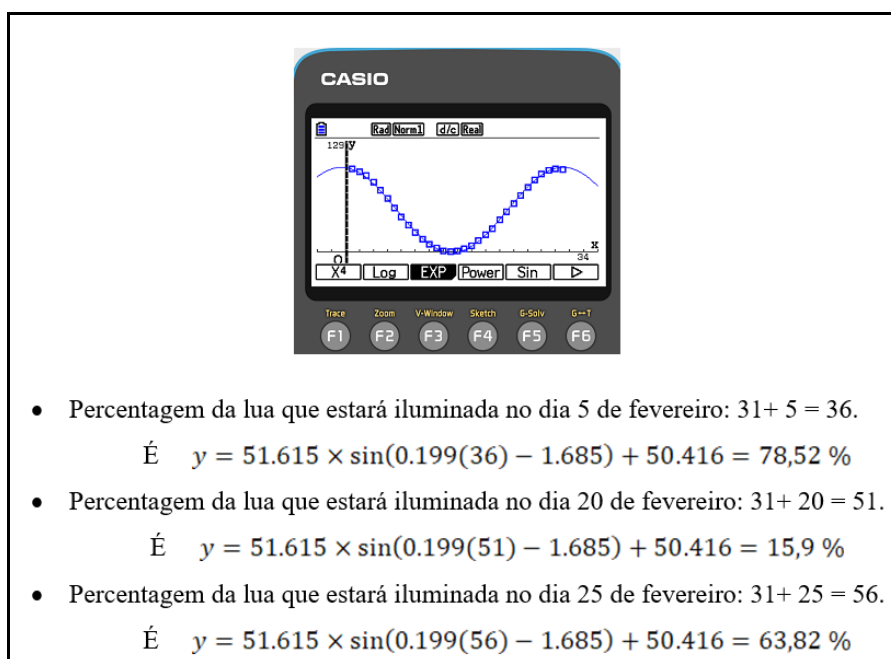 CASIO
Rad Norm1 d/c Real
129 y
x
O 34
X4 Log EXP Power Sin ▷
Trace Zoom V-Window Sketch G-Solv G↔T
F1 F2 F3 F4 F5 F6
• Percentagem da lua que estará iluminada no dia 5 de fevereiro: 31+ 5 = 36.
É y = 51.615 × sin(0.199(36) − 1.685) + 50.416 = 78,52 %
• Percentagem da lua que estará iluminada no dia 20 de fevereiro: 31+ 20 = 51.
É y = 51.615 × sin(0.199(51) − 1.685) + 50.416 = 15,9 %
• Percentagem da lua que estará iluminada no dia 25 de fevereiro: 31+ 25 = 56.
É y = 51.615 × sin(0.199(56) − 1.685) + 50.416 = 63,82 %